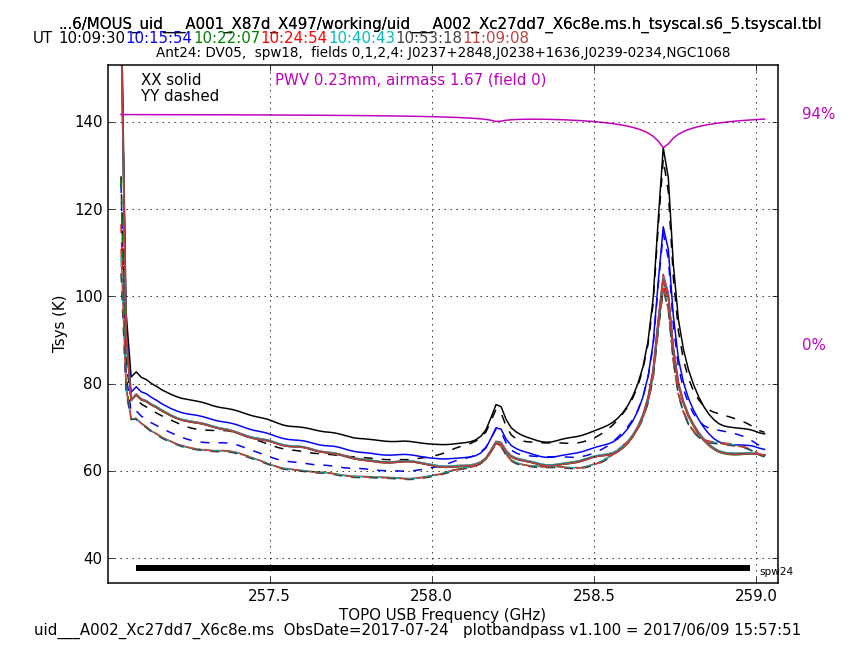 ...6/MOUS_uid___A001_X87d_X497/working/uid___A002_Xc27dd7_X6c8e.ms.h_tsyscal.s6_5.tsyscal.tbl
UT 10:09:30 10:15:54 10:22:07 10:24:54 10:40:43 10:53:18 11:09:08
Ant24: DV05, spw18, fields 0,1,2,4: J0237+2848,J0238+1636,J0239-0234,NGC1068
XX solid PWV 0.23mm, airmass 1.67 (field 0)
YY dashed
94%
140
120
100
80
60
40
Tsys (K)
0%
spw24
257.5 258.0 258.5 259.0
TOPO USB Frequency (GHz)
uid___A002_Xc27dd7_X6c8e.ms ObsDate=2017-07-24 plotbandpass v1.100 = 2017/06/09 15:57:51